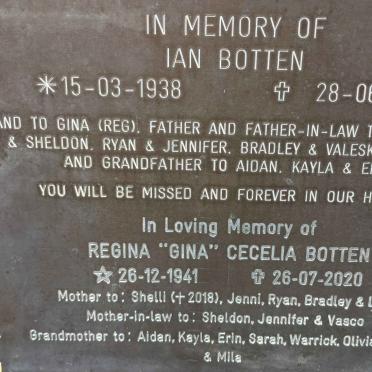 IN MEMORY OF
IAN BOTTEN
15-03-1938 28-06
AND TO GINA (REG), FATHER AND FATHER-IN-LAW T
& SHELDON, RYAN & JENNIFER, BRADLEY & VALESK
AND GRANDFATHER TO AIDAN, KAYLA & E
YOU WILL BE MISSED AND FOREVER IN OUR H
In Loving Memory of
REGINA "GINA" CECELIA BOTTEN
☆ 26-12-1941 ✝ 26-07-2020
Mother to: Shelli (✝ 2018), Jenni, Ryan, Bradley &
Mother-in-law to: Sheldon, Jennifer & Vasco
Grandmother to: Aidan, Kayla, Erin, Sarah, Warrick, Olivia
& Mila